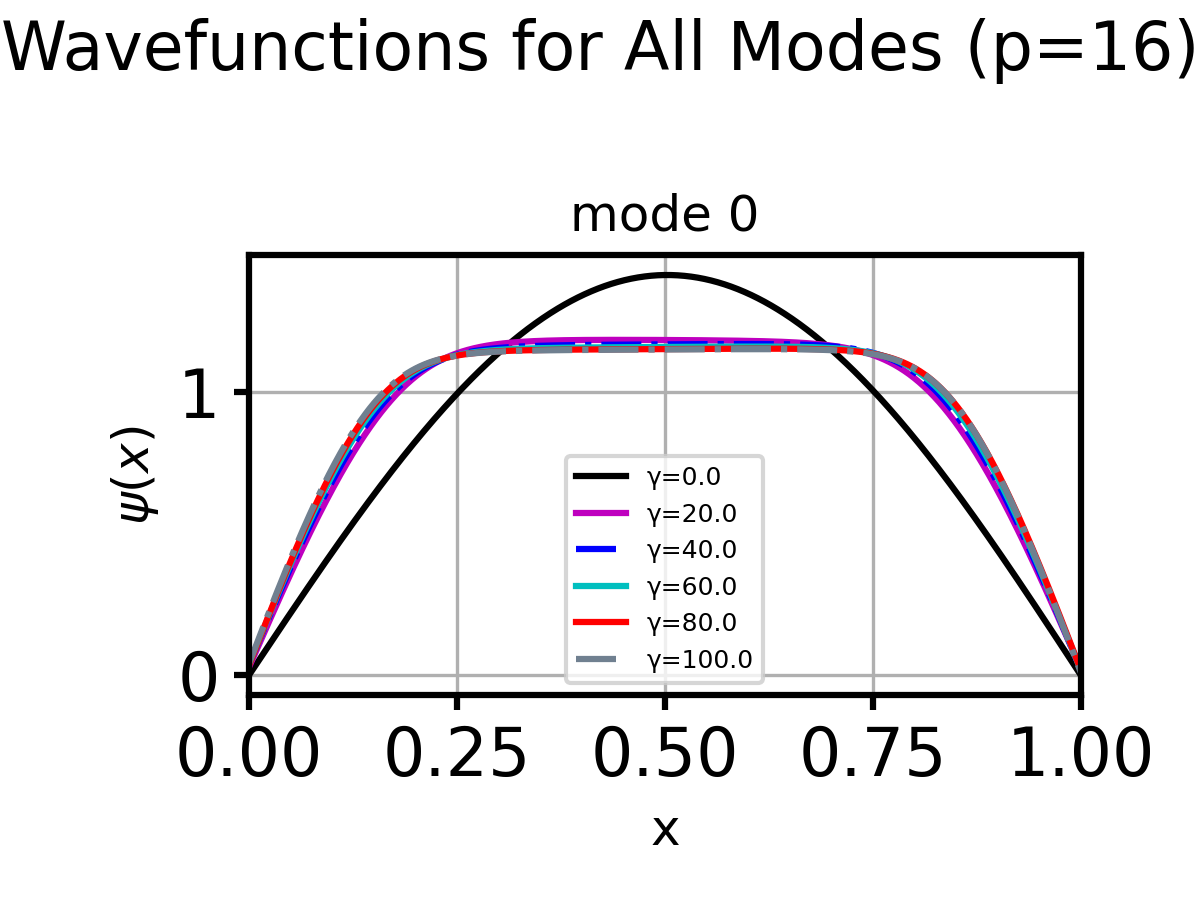 Wavefunctions for All Modes (p=16)
mode 0
ψ(x)
1
0
γ=0.0
γ=20.0
γ=40.0
γ=60.0
γ=80.0
γ=100.0
0.00 0.25 0.50 0.75 1.00
x